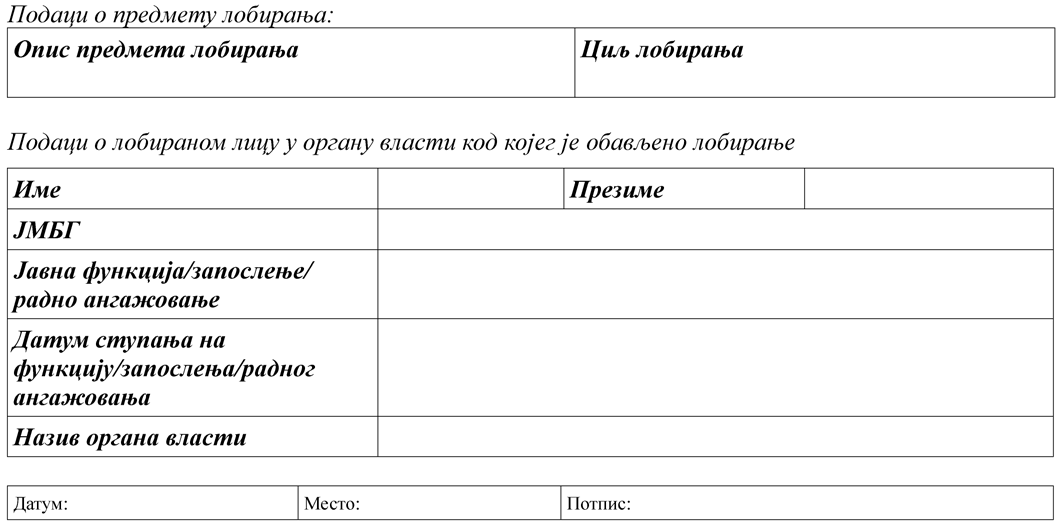 Подаци о предмету лобирања:
Опис предмета лобирања Циљ лобирања
Подаци о лобираном лицу у органу власти код којег је обављено лобирање
Име Презиме
ЈМБГ
Јавна функција/запослење/
радно ангажовање
Датум ступања на
функцију/запослења/радног
ангажовања
Назив органа власти
Датум: Место: Потпис: